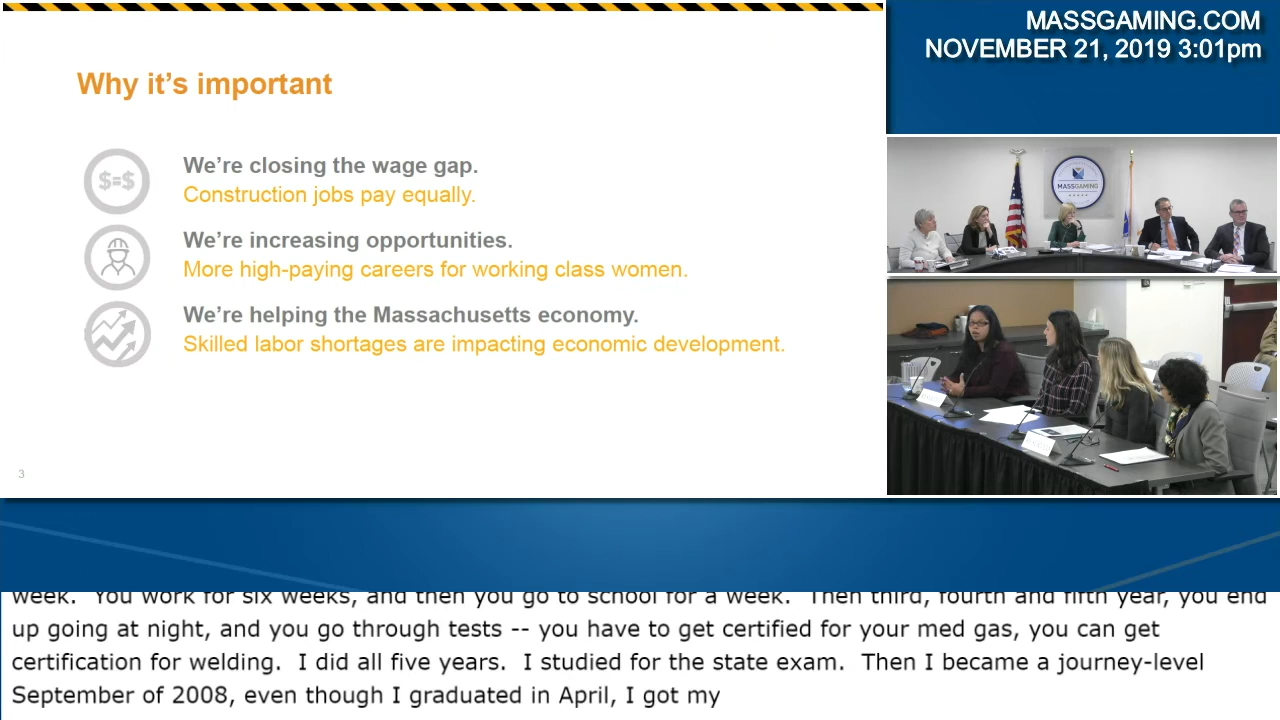 Why it's important
$=$
We're closing the wage gap.
Construction jobs pay equally.
We're increasing opportunities.
More high-paying careers for working class women.
We're helping the Massachusetts economy.
Skilled labor shortages are impacting economic development.
3
MASSGAMING.COM
NOVEMBER 21, 2019 3:01pm
MASSGAMING
week.  You work for six weeks, and then you go to school for a week.  Then third, fourth and fifth year, you end
up going at night, and you go through tests -- you have to get certified for your med gas, you can get
certification for welding.  I did all five years.  I studied for the state exam.  Then I became a journey-level
September of 2008, even though I graduated in April, I got my